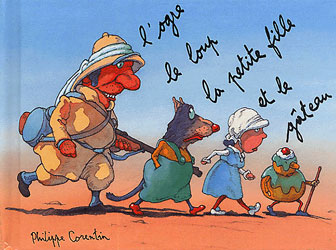 l'ogre
le loup
la petite fille
et le
gâteau
Philippe Corentin